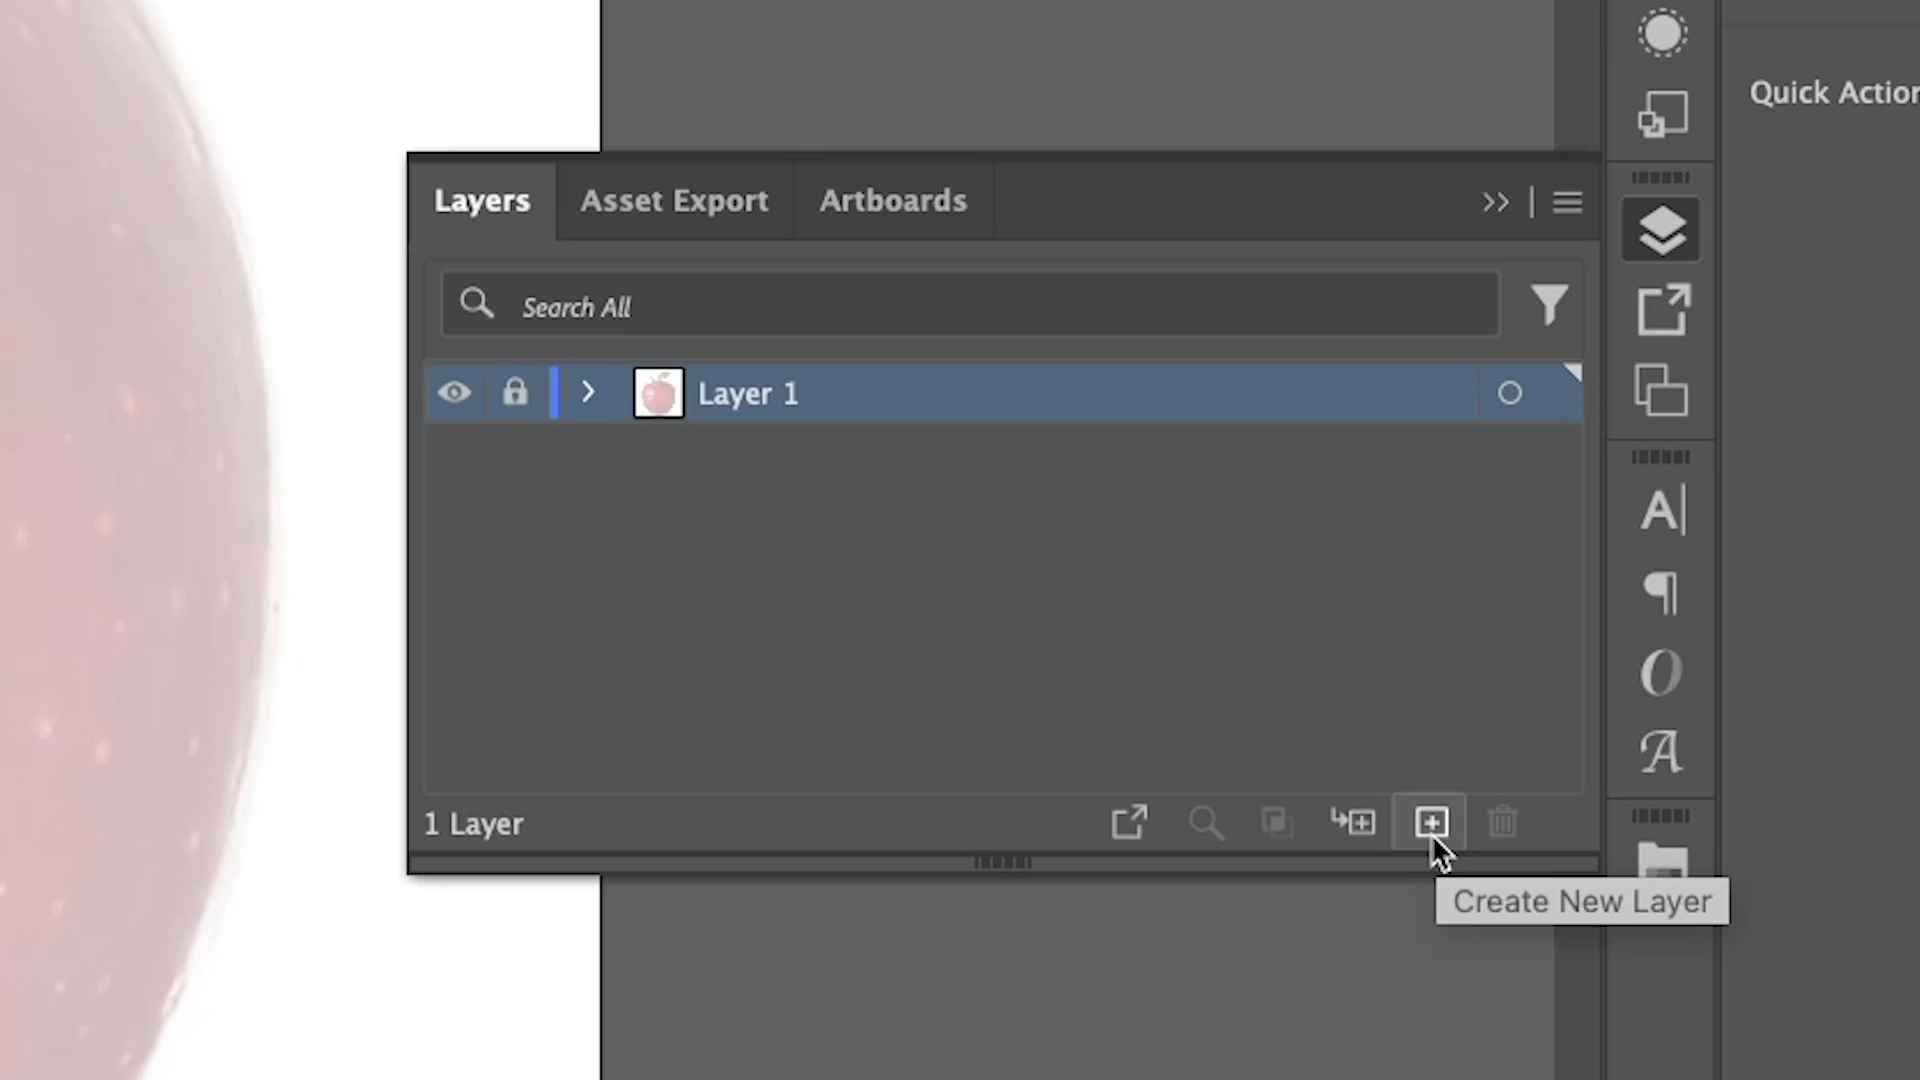 Quick Action
Layers
Asset Export
Artboards
Search All
Layer 1
1 Layer
Create New Layer